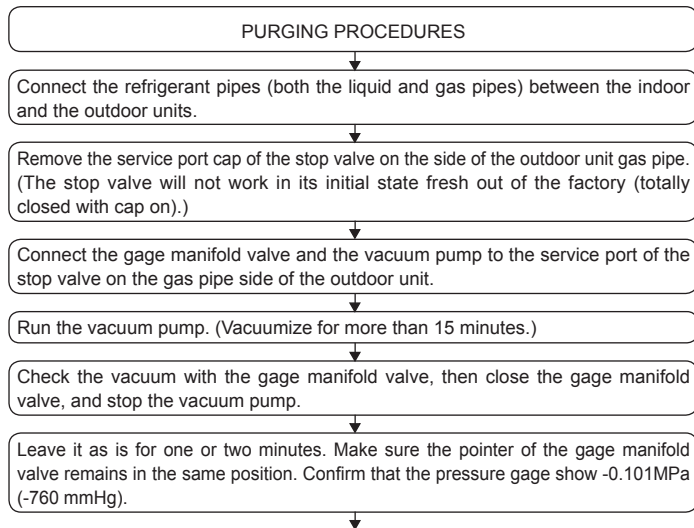 PURGING PROCEDURES
Connect the refrigerant pipes (both the liquid and gas pipes) between the indoor
and the outdoor units.
Remove the service port cap of the stop valve on the side of the outdoor unit gas pipe.
(The stop valve will not work in its initial state fresh out of the factory (totally
closed with cap on).)
Connect the gage manifold valve and the vacuum pump to the service port of the
stop valve on the gas pipe side of the outdoor unit.
Run the vacuum pump. (Vacuumize for more than 15 minutes.)
Check the vacuum with the gage manifold valve, then close the gage manifold
valve, and stop the vacuum pump.
Leave it as is for one or two minutes. Make sure the pointer of the gage manifold
valve remains in the same position. Confirm that the pressure gage show -0.101MPa
(-760 mmHg).